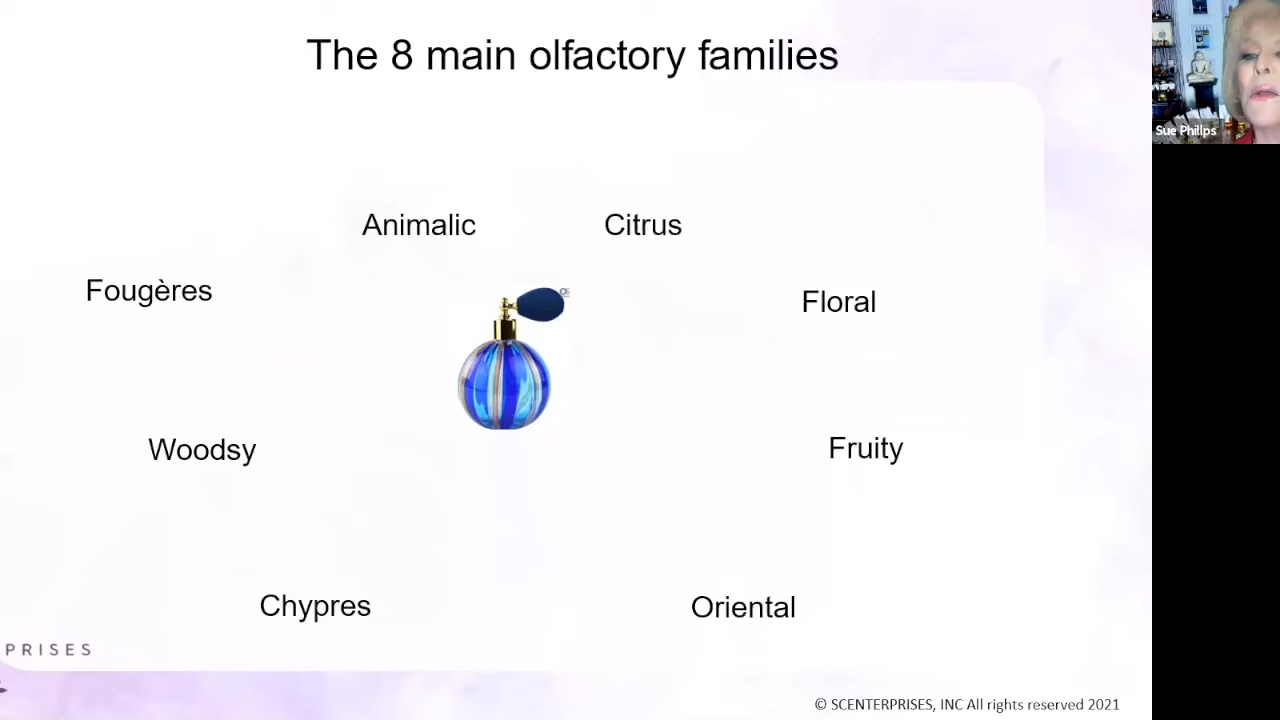 The 8 main olfactory families
Sue Phillps
Animalic
Citrus
Fougères
Floral
Woodsy
Fruity
Chypres
Oriental
PRISES
© SCENTERPRISES, INC All rights reserved 2021